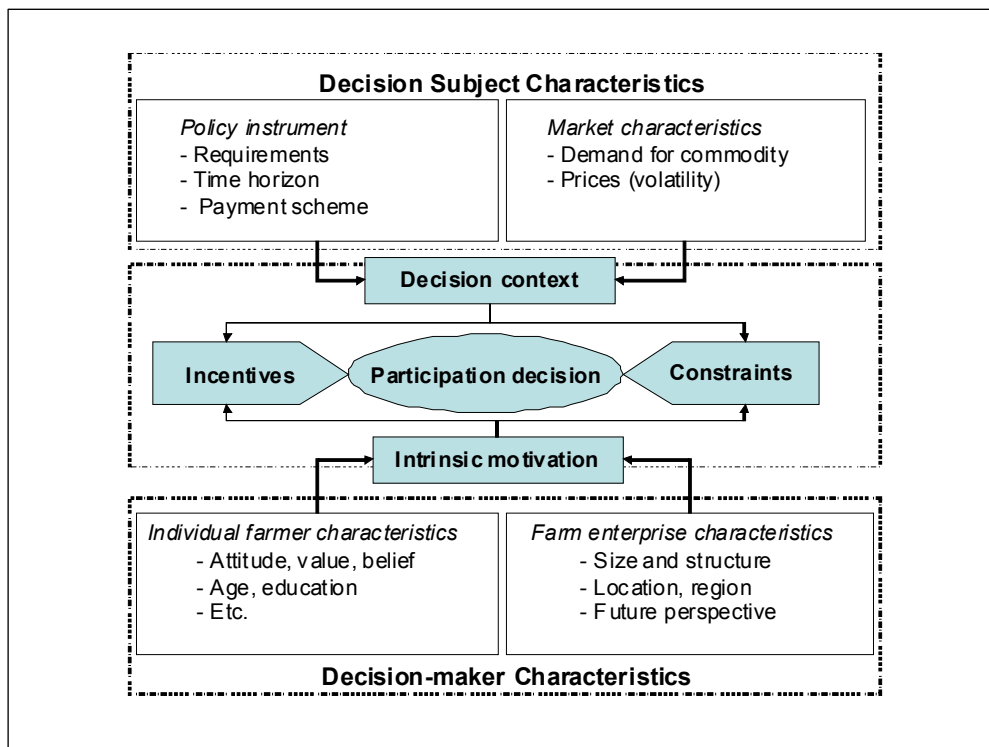 Decision Subject Characteristics
Policy instrument
- Requirements
- Time horizon
- Payment scheme
Market characteristics
- Demand for commodity
- Prices (volatility)
Decision context
Incentives
Participation decision
Constraints
Intrinsic motivation
Individual farmer characteristics
- Attitude, value, belief
- Age, education
- Etc.
Farm enterprise characteristics
- Size and structure
- Location, region
- Future perspective
Decision-maker Characteristics